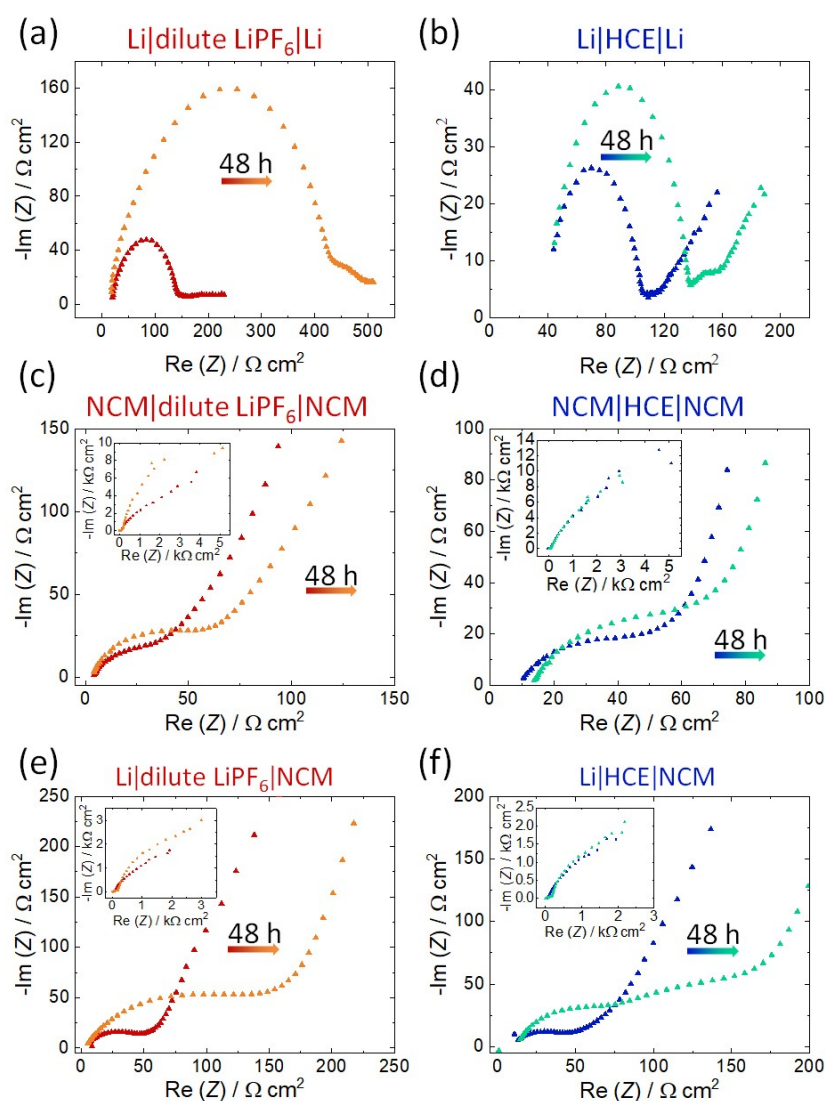 (a) Li|dilute LiPF6|Li
-Im (Z) / Ω cm2
160
120
80
40
0
48 h
0 100 200 300 400 500
Re (Z) / Ω cm2
(b) Li|HCE|Li
-Im (Z) / Ω cm2
40
30
20
10
0
48 h
0 40 80 120 160 200
Re (Z) / Ω cm2
(c) NCM|dilute LiPF6|NCM
-Im (Z) / Ω cm2
150
100
50
0
-Im (Z) / kΩ cm2
10
8
6
4
2
0
0 1 2 3 4 5
Re (Z) / kΩ cm2
48 h
0 50 100 150
Re (Z) / Ω cm2
(d) NCM|HCE|NCM
-Im (Z) / Ω cm2
100
80
60
40
20
0
-Im (Z) / kΩ cm2
14
12
10
8
6
4
2
0
0 1 2 3 4 5
Re (Z) / kΩ cm2
48 h
0 20 40 60 80 100
Re (Z) / Ω cm2
(e) Li|dilute LiPF6|NCM
-Im (Z) / Ω cm2
250
200
150
100
50
0
-Im (Z) / kΩ cm2
3
2
1
0
0 1 2 3
Re (Z) / kΩ cm2
48 h
0 50 100 150 200 250
Re (Z) / Ω cm2
(f) Li|HCE|NCM
-Im (Z) / Ω cm2
200
150
100
50
0
-Im (Z) / kΩ cm2
2.5
2.0
1.5
1.0
0.5
0.0
0 1 2 3
Re (Z) / kΩ cm2
48 h
0 50 100 150 200
Re (Z) / Ω cm2